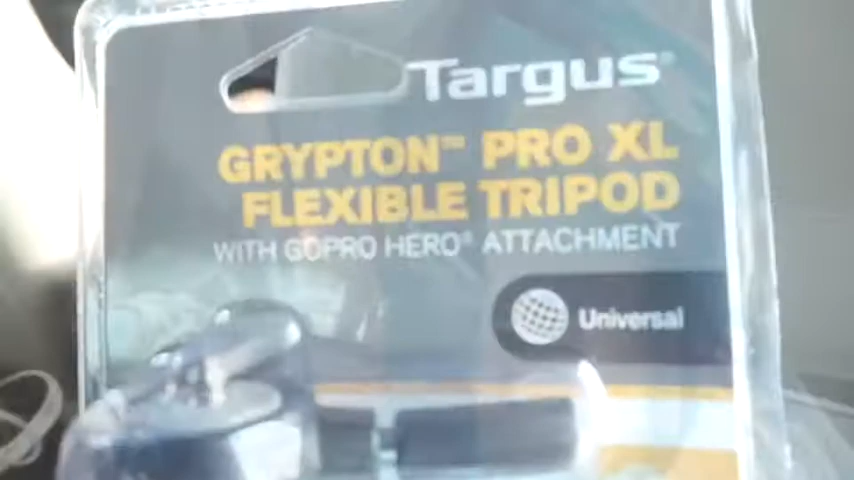 Targus®
GRYPTON™ PRO XL
FLEXIBLE TRIPOD
WITH GOPRO HERO® ATTACHMENT
Universal